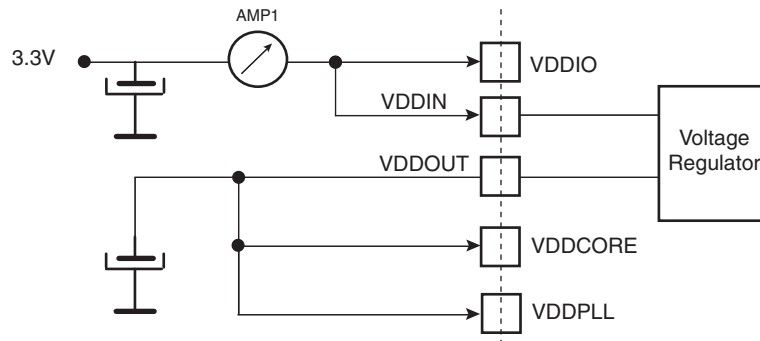 AMP1
3.3V
VDDIO
VDDIN
Voltage
Regulator
VDDOUT
VDDCORE
VDDPLL